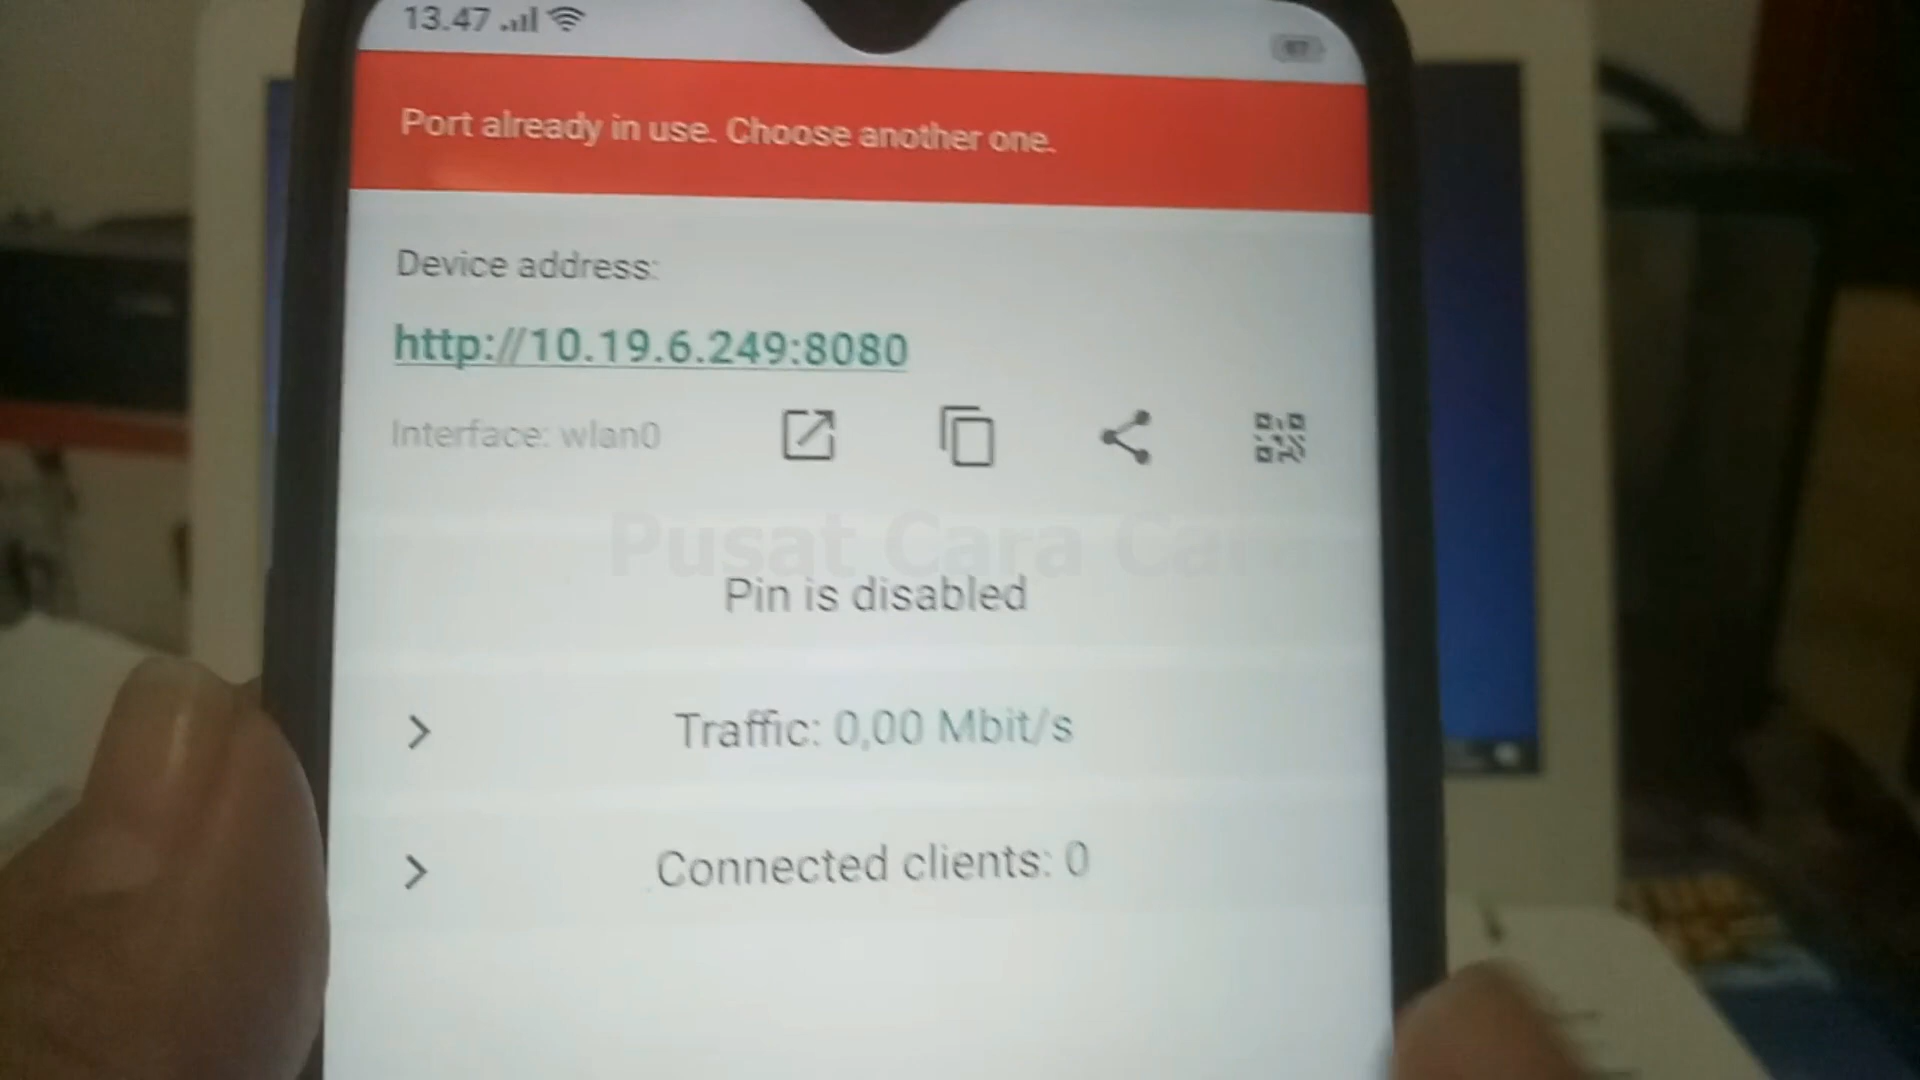 13.47
87
Port already in use. Choose another one.
Device address:
http://10.19.6.249:8080
Interface: wlan0
Pusat Cara Cara
Pin is disabled
Traffic: 0,00 Mbit/s
Connected clients: 0